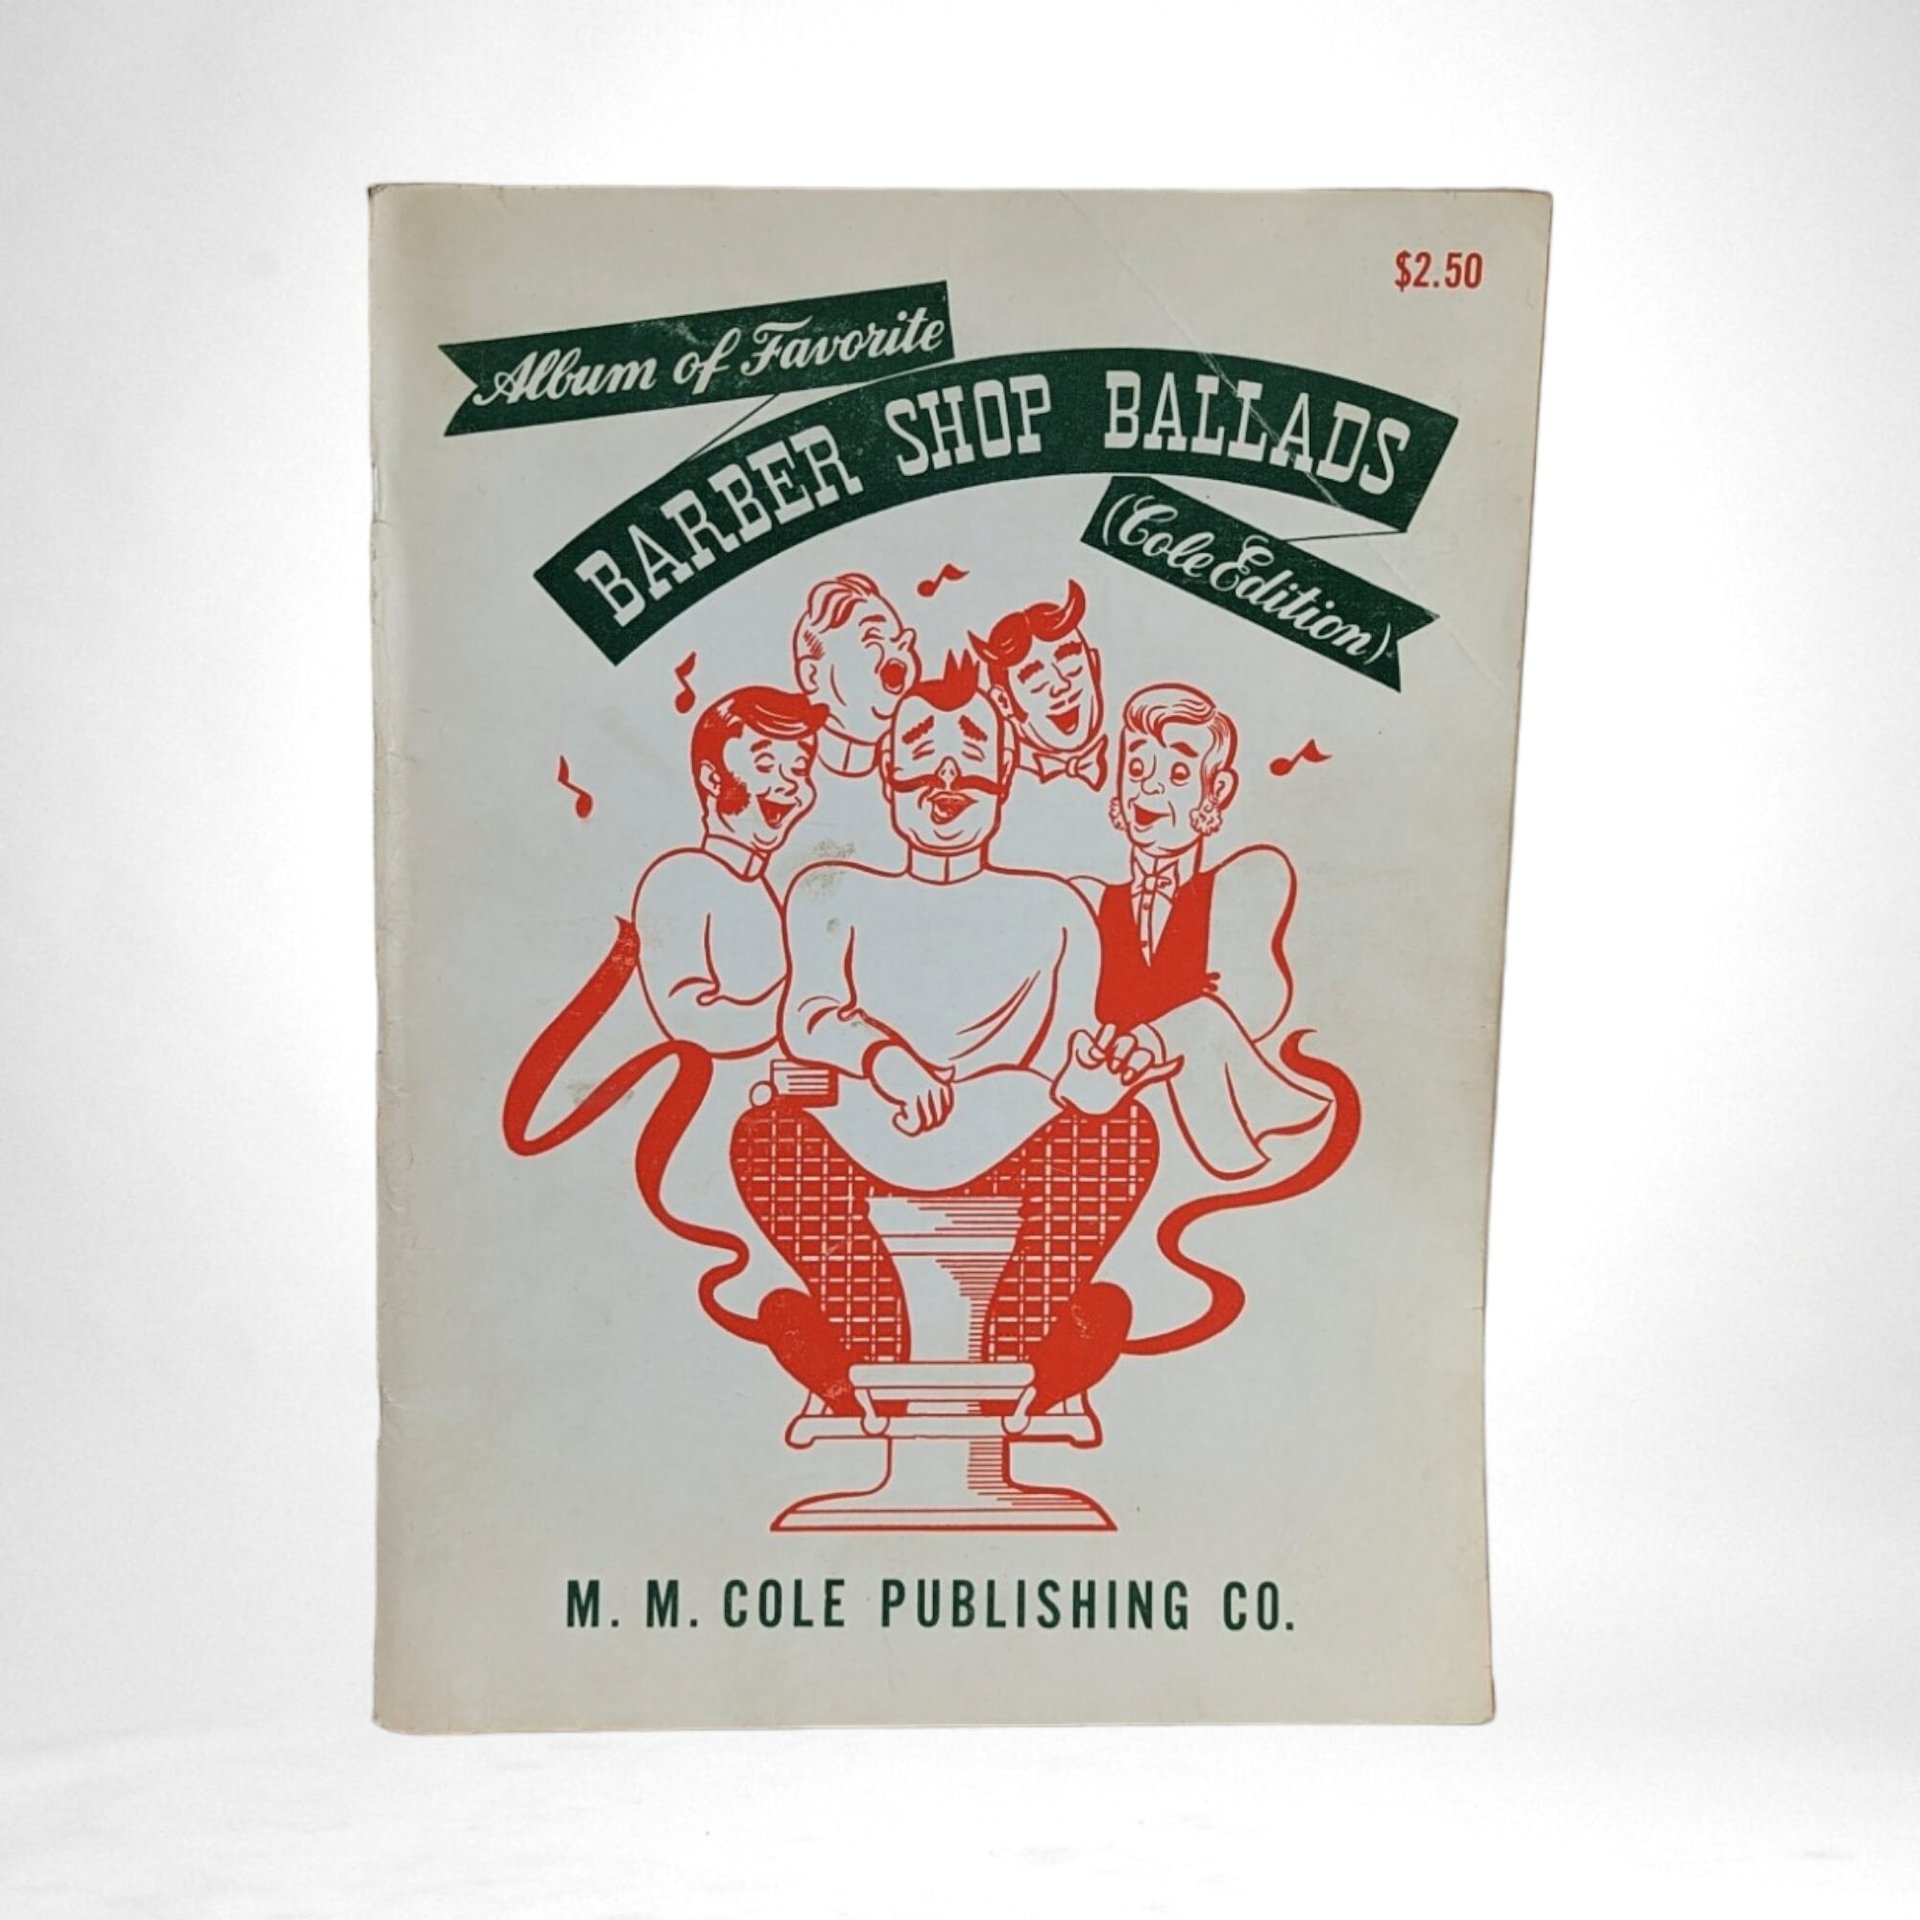 $2.50
Album of Favorite
BARBER SHOP BALLADS
(Cole Edition)
M. M. COLE PUBLISHING CO.